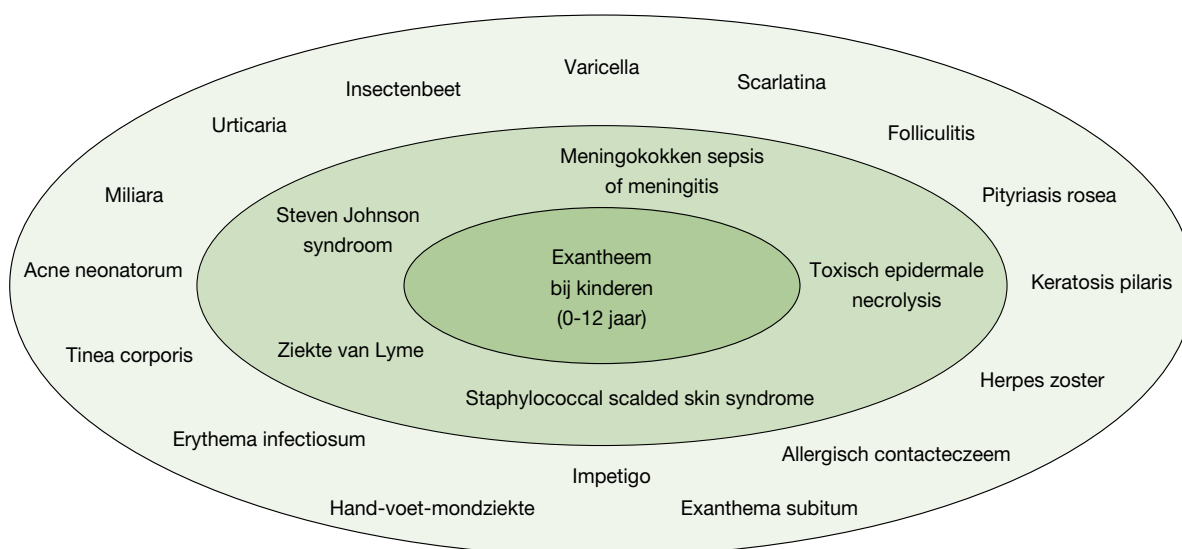 Varicella
Scarlatina
Insectenbeet
Urticaria
Folliculitis
Meningokokken sepsis
of meningitis
Miliara
Pityriasis rosea
Steven Johnson
syndroom
Exantheem
bij kinderen
(0-12 jaar)
Acne neonatorum
Toxisch epidermale
necrolysis
Keratosis pilaris
Tinea corporis
Ziekte van Lyme
Herpes zoster
Staphylococcal scalded skin syndrome
Erythema infectiosum
Allergisch contacteczeem
Impetigo
Hand-voet-mondziekte
Exanthema subitum